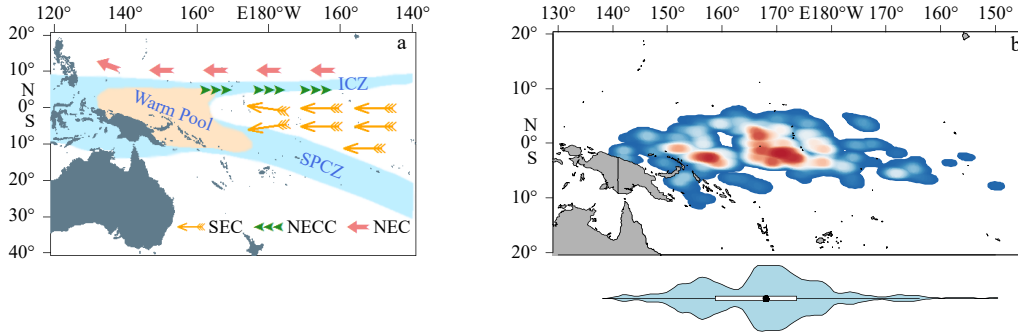 120 140° 160° E180°W 160° 140°
20°
a
10°
ICZ
N
0°
S
Warm Pool
10°
SPCZ
20°
30°
SEC NECC NEC
40°
130 140° 150° 160° 170° E180°W 170° 160° 150°
b
20°
10°
N
0°
S
10°
20°